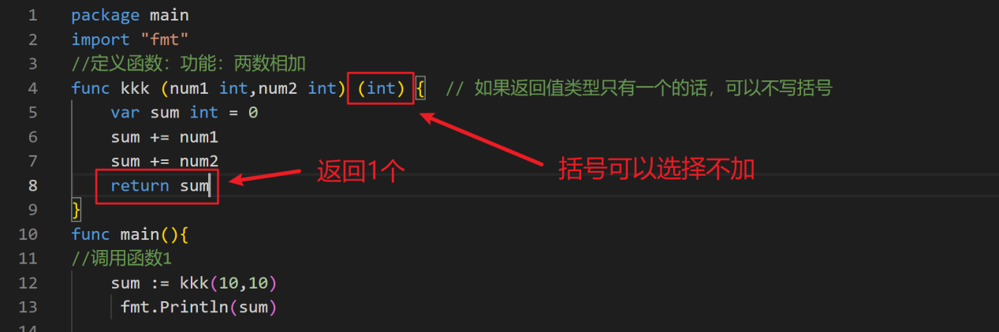 1 package main
2 import "fmt"
3 //定义函数：功能：两数相加
4 func kkk (num1 int,num2 int) (int) { // 如果返回值类型只有一个的话，可以不写括号
5 var sum int = 0
6 sum += num1
7 sum += num2
返回1个
括号可以选择不加
8 return sum
9 }
10 func main(){
11 //调用函数1
12 sum := kkk(10,10)
13 fmt.Println(sum)
14